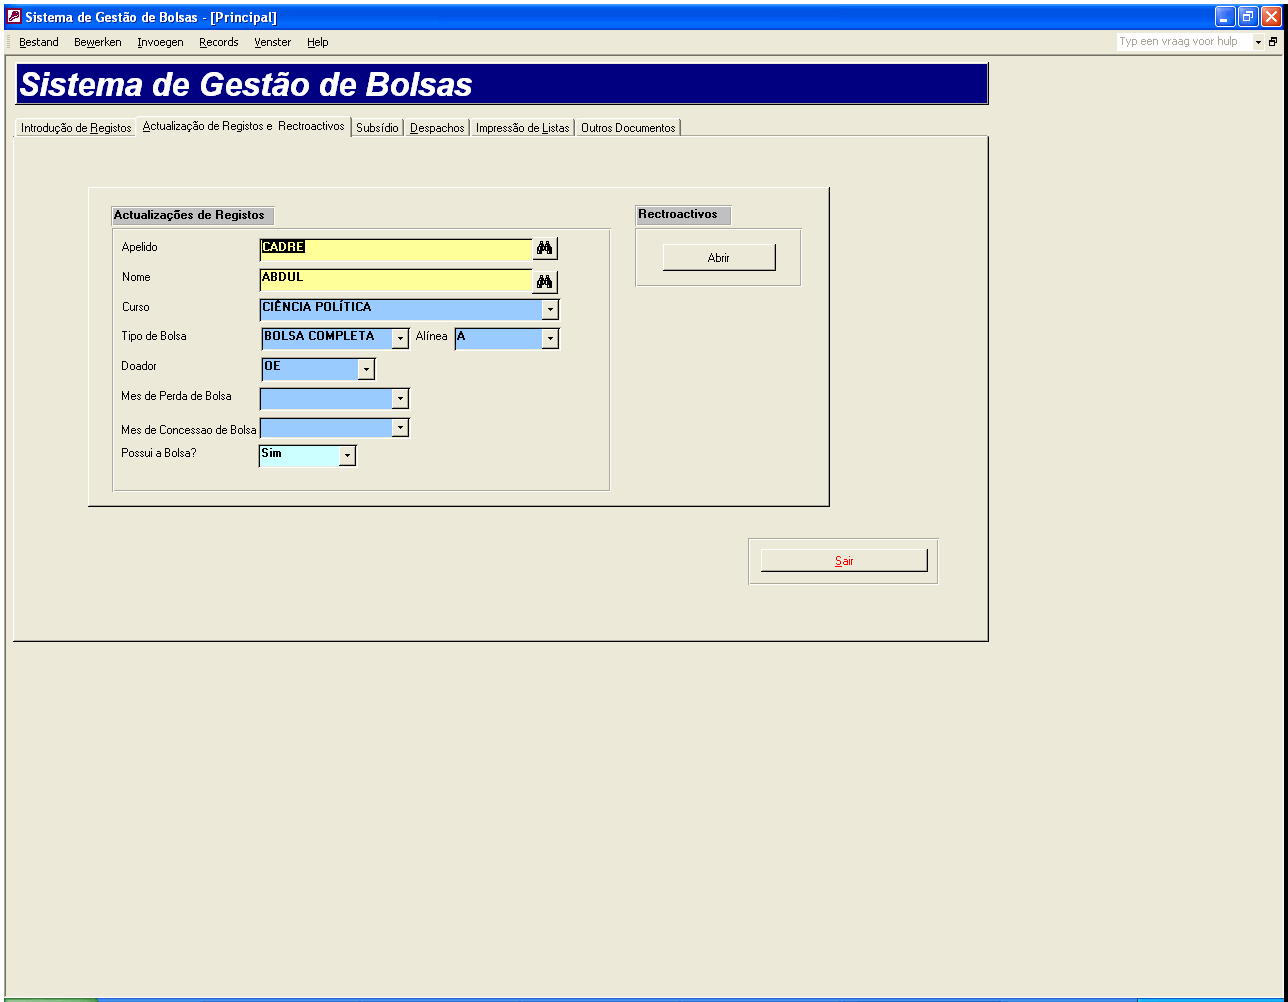 Sistema de Gestão de Bolsas - [Principal]
Bestand Bewerken Invoegen Records Venster Help Typ een vraag voor hulp
Sistema de Gestão de Bolsas
Introdução de Registos Actualização de Registos e Rectroactivos Subsídio Despachos Impressão de Listas Outros Documentos
Actualizações de Registos Rectroactivos
Apelido CADRE
Abrir
Nome ABDUL
Curso CIÊNCIA POLÍTICA
Tipo de Bolsa BOLSA COMPLETA Alínea A
Doador OE
Mes de Perda de Bolsa
Mes de Concessao de Bolsa
Possui a Bolsa? Sim
Sair